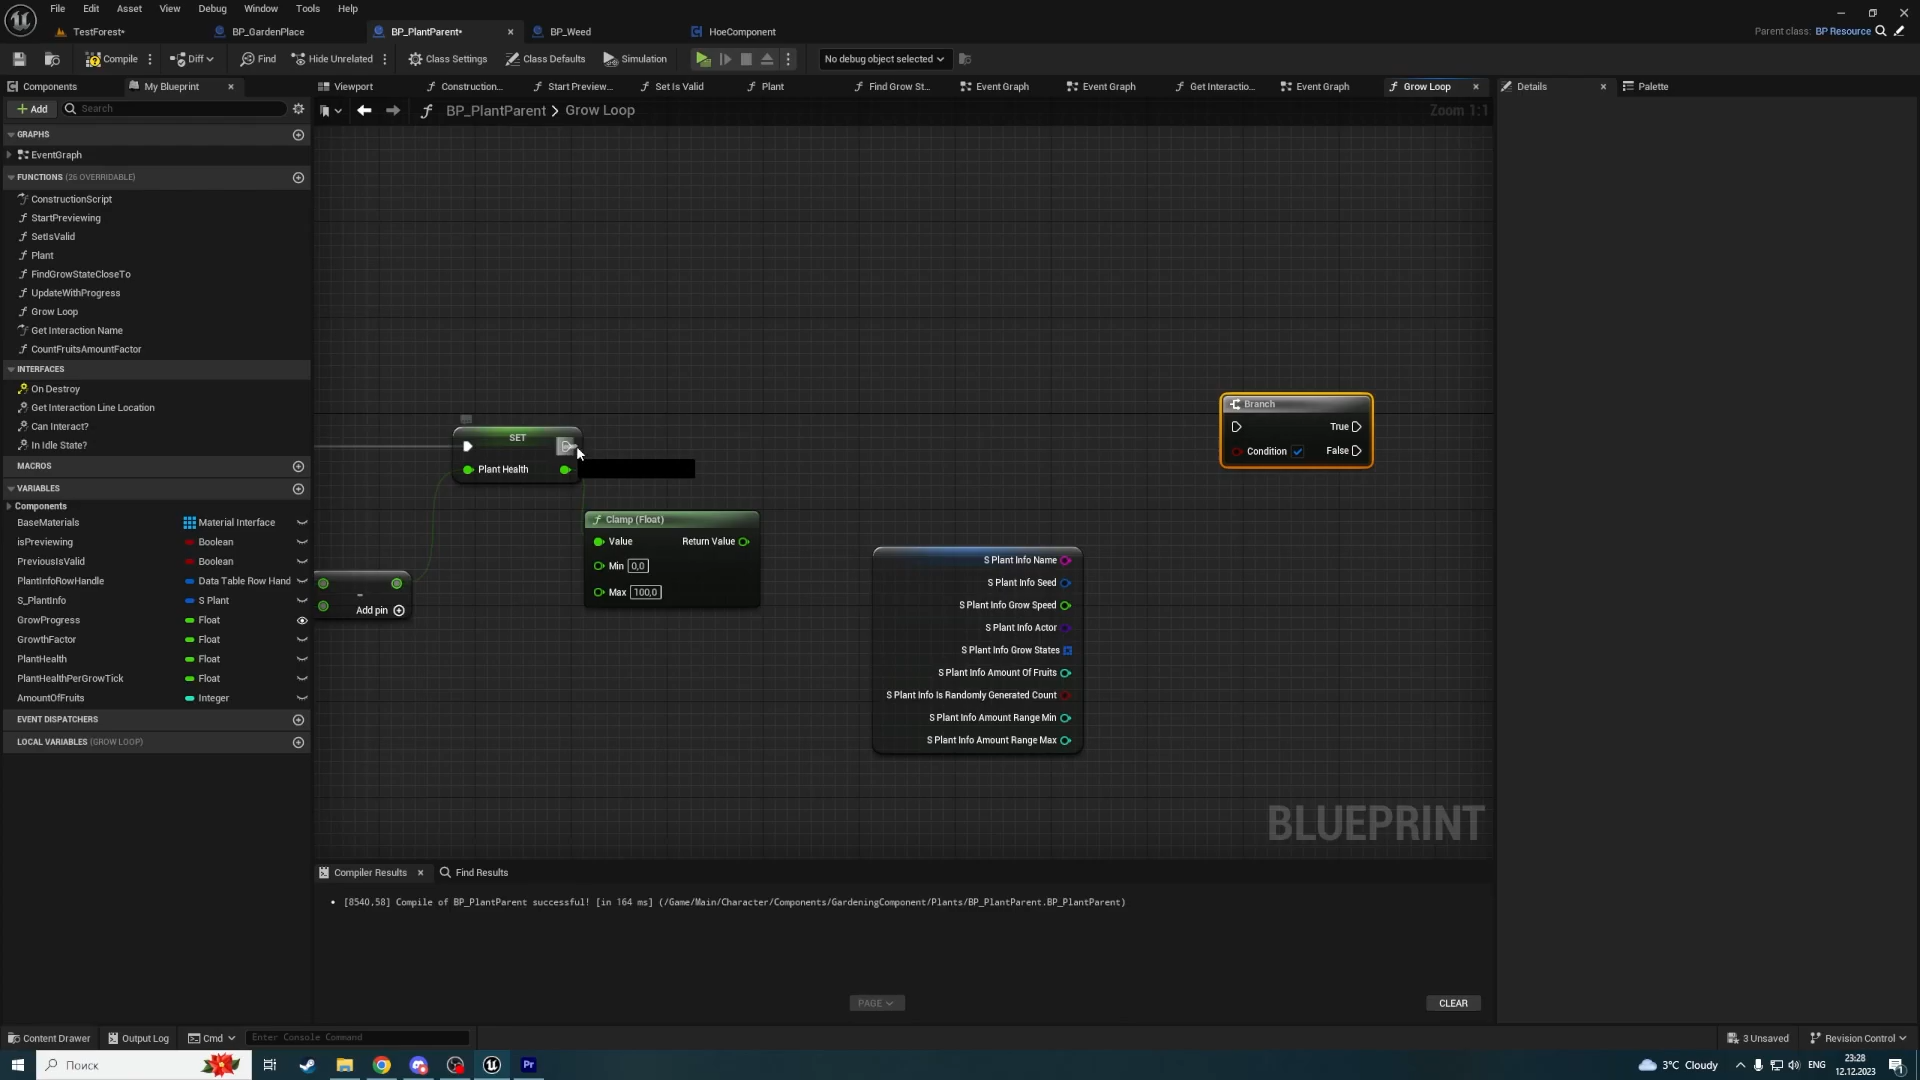 File Edit Asset View Debug Window Tools Help
TestForest* BP_GardenPlace BP_PlantParent* BP_Weed HoeComponent Parent class: BP Resource
Compile Diff Find Hide Unrelated Class Settings Class Defaults Simulation No debug object selected
Components My Blueprint Viewport Construction... Start Preview... Set Is Valid Plant Find Grow St... Event Graph Event Graph Get Interactio... Event Graph Grow Loop Details Palette
Add Search BP_PlantParent > Grow Loop Zoom 1:1
GRAPHS
EventGraph
FUNCTIONS (26 OVERRIDABLE)
ConstructionScript
StartPreviewing
SetIsValid
Plant
FindGrowStateCloseTo
UpdateWithProgress
Grow Loop
Get Interaction Name
CountFruitsAmountFactor
INTERFACES
On Destroy
Get Interaction Line Location
Can Interact?
In Idle State?
MACROS
VARIABLES
Components
BaseMaterials Material Interface
isPreviewing Boolean
PreviousIsValid Boolean
PlantInfoRowHandle Data Table Row Hand
S_PlantInfo S Plant
GrowProgress Float
GrowthFactor Float
PlantHealth Float
PlantHealthPerGrowTick Float
AmountOfFruits Integer
EVENT DISPATCHERS
LOCAL VARIABLES (GROW LOOP)
SET
Plant Health
Add pin
Clamp (Float)
Value Return Value
Min 0,0
Max 100,0
S Plant Info Name
S Plant Info Seed
S Plant Info Grow Speed
S Plant Info Actor
S Plant Info Grow States
S Plant Info Amount Of Fruits
S Plant Info Is Randomly Generated Count
S Plant Info Amount Range Min
S Plant Info Amount Range Max
Branch
True
Condition False
BLUEPRINT
Compiler Results Find Results
[8540,58] Compile of BP_PlantParent successful! [in 164 ms] (/Game/Main/Character/Components/GardeningComponent/Plants/BP_PlantParent.BP_PlantParent)
PAGE CLEAR
Content Drawer Output Log Cmd Enter Console Command 3 Unsaved Revision Control
Поиск Pr 3°C Cloudy ENG 23:28
12.12.2023 1